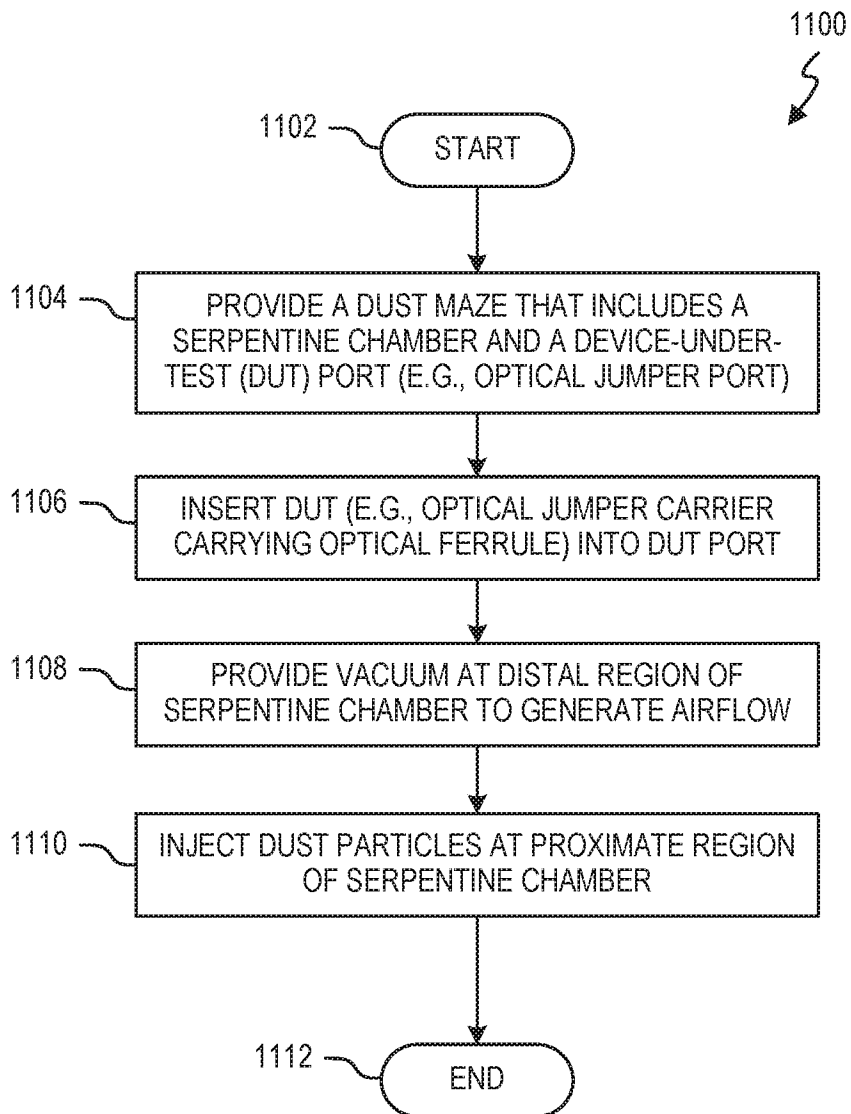 1100
1102
START
1104
PROVIDE A DUST MAZE THAT INCLUDES A
SERPENTINE CHAMBER AND A DEVICE-UNDER-
TEST (DUT) PORT (E.G., OPTICAL JUMPER PORT)
1106
INSERT DUT (E.G., OPTICAL JUMPER CARRIER
CARRYING OPTICAL FERRULE) INTO DUT PORT
1108
PROVIDE VACUUM AT DISTAL REGION OF
SERPENTINE CHAMBER TO GENERATE AIRFLOW
1110
INJECT DUST PARTICLES AT PROXIMATE REGION
OF SERPENTINE CHAMBER
1112
END